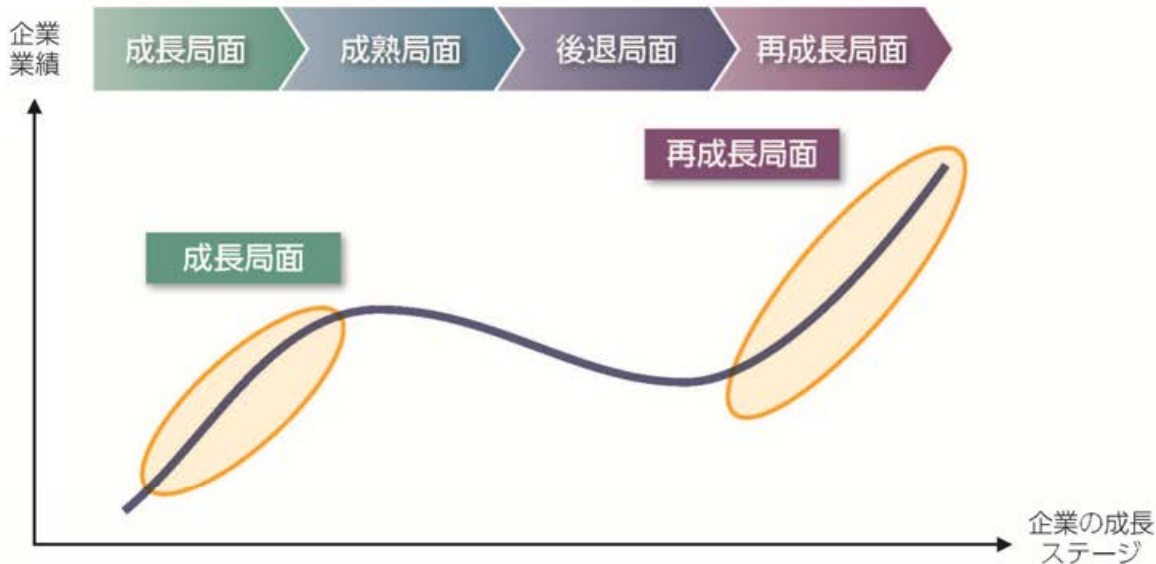 企業
業績
成長局面
成熟局面
後退局面
再成長局面
再成長局面
成長局面
企業の成長
ステージ